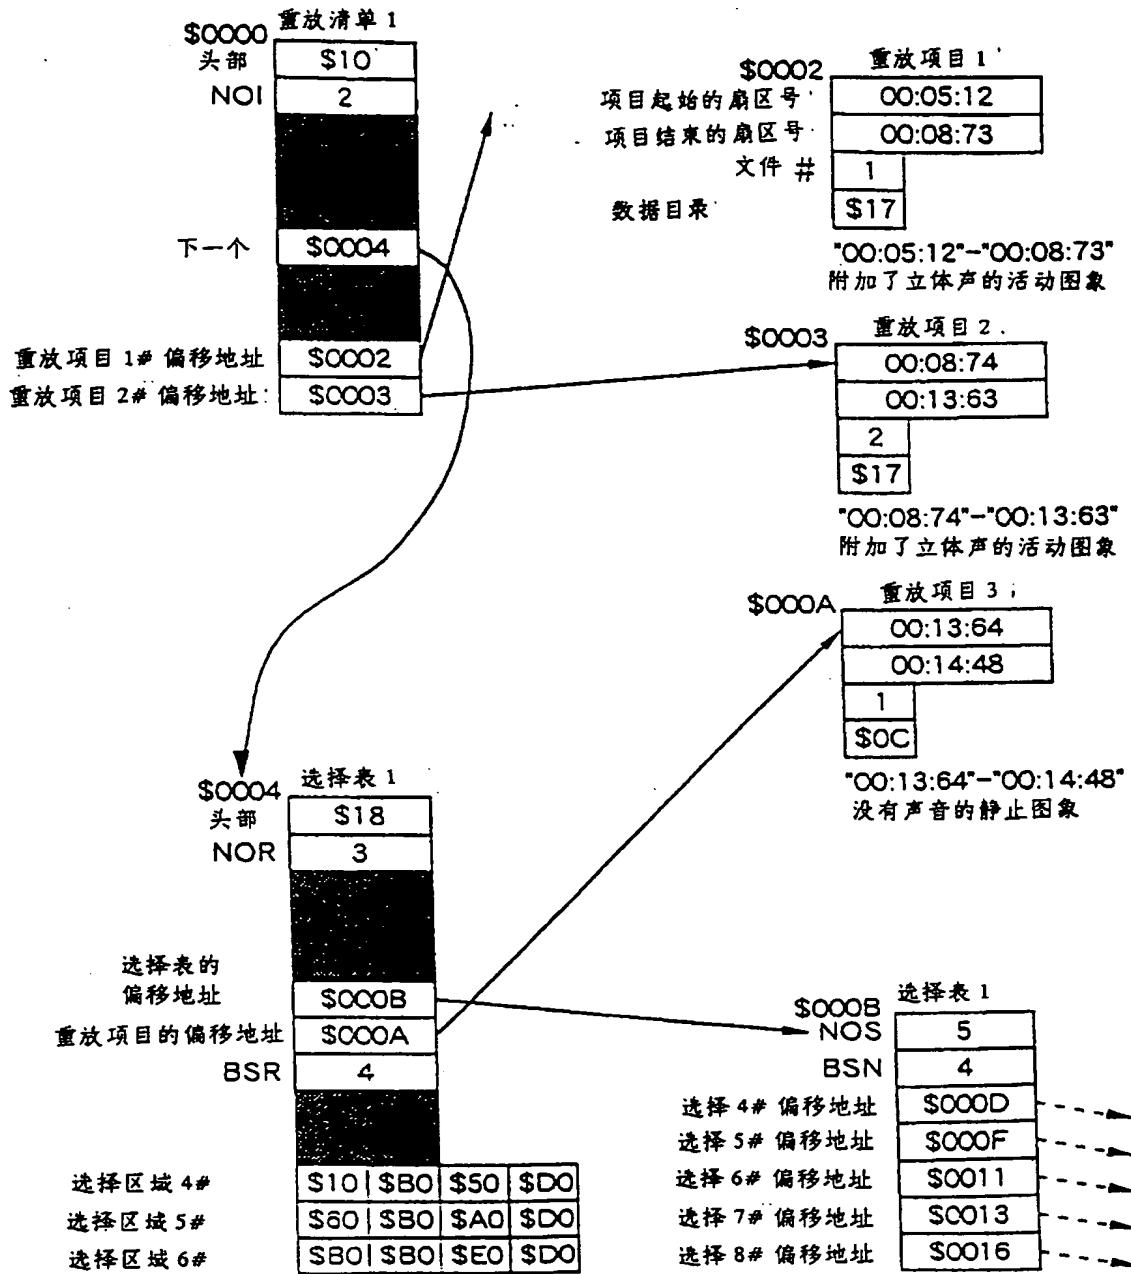 重放清单 1
$0000
头部 $10
NOI 2
下一个 $0004
重放项目 1# 偏移地址 $0002
重放项目 2# 偏移地址 $0003
重放项目 1
$0002
项目起始的扇区号 00:05:12
项目结束的扇区号 00:08:73
文件 # 1
数据目录 $17
"00:05:12"-"00:08:73"
附加了立体声的活动图象
重放项目 2
$0003
00:08:74
00:13:63
2
$17
"00:08:74"-"00:13:63"
附加了立体声的活动图象
重放项目 3
$000A
00:13:64
00:14:48
1
$0C
"00:13:64"-"00:14:48"
没有声音的静止图象
选择表 1
$0004
头部 $18
NOR 3
选择表的
偏移地址 $000B
重放项目的偏移地址 $000A
BSR 4
选择区域 4# $10 $B0 $50 $D0
选择区域 5# $60 $B0 $A0 $D0
选择区域 6# $B0 $B0 $E0 $D0
选择表 1
$000B
NOS 5
BSN 4
选择 4# 偏移地址 $000D
选择 5# 偏移地址 $000F
选择 6# 偏移地址 $0011
选择 7# 偏移地址 $0013
选择 8# 偏移地址 $0016